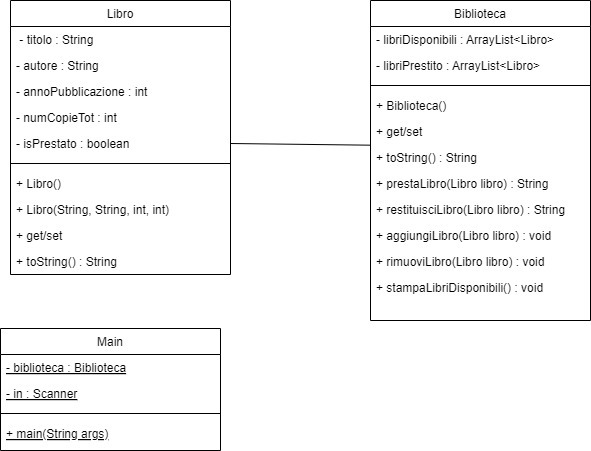 Libro
- titolo : String
- autore : String
- annoPubblicazione : int
- numCopieTot : int
- isPrestato : boolean
+ Libro()
+ Libro(String, String, int, int)
+ get/set
+ toString() : String
Biblioteca
- libriDisponibili : ArrayList<Libro>
- libriPrestito : ArrayList<Libro>
+ Biblioteca()
+ get/set
+ toString() : String
+ prestaLibro(Libro libro) : String
+ restituisciLibro(Libro libro) : String
+ aggiungiLibro(Libro libro) : void
+ rimuoviLibro(Libro libro) : void
+ stampaLibriDisponibili() : void
Main
- biblioteca : Biblioteca
- in : Scanner
+ main(String args)